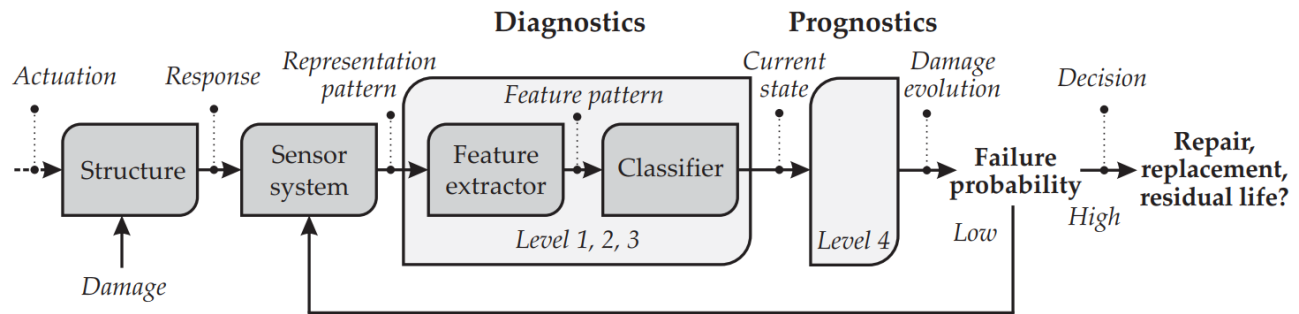 Diagnostics
Prognostics
Actuation
Response
Representation
pattern
Feature pattern
Current
state
Damage
evolution
Decision
Structure
Sensor
system
Feature
extractor
Classifier
Level 1, 2, 3
Level 4
Failure
probability
Low
High
Repair,
replacement,
residual life?
Damage